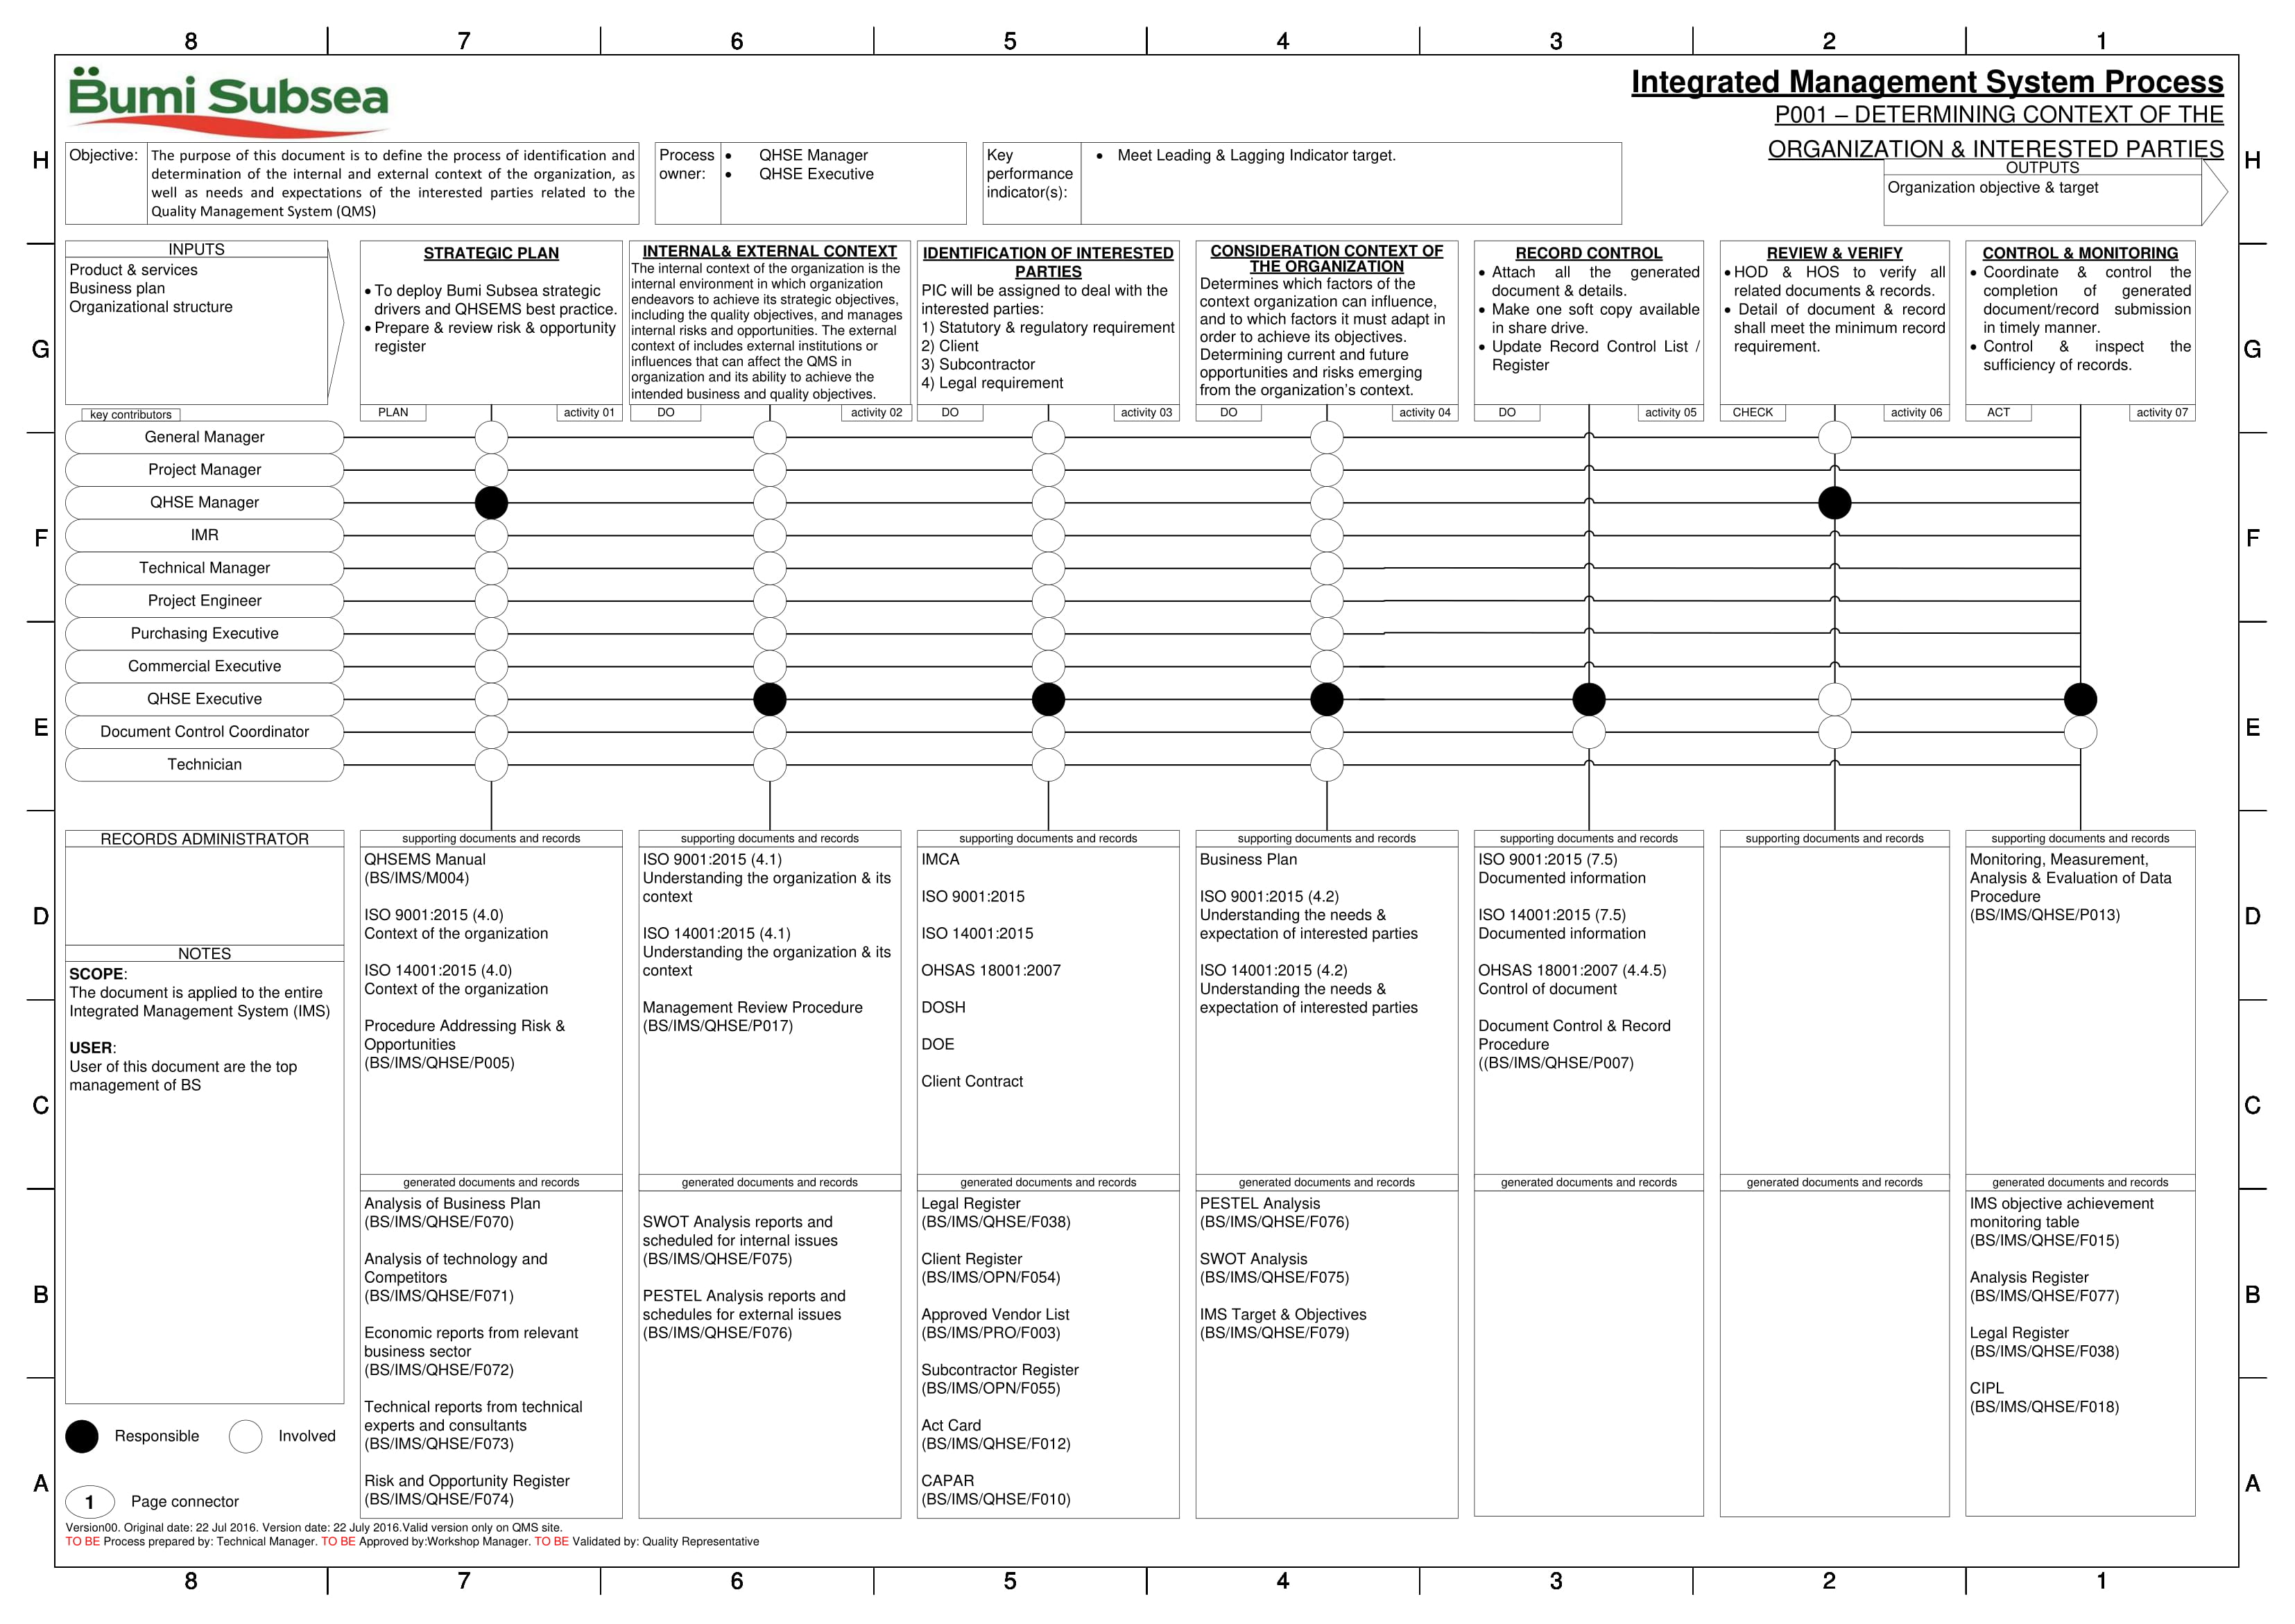 8 7 6 5 4 3 2 1
Bumi Subsea
Integrated Management System Process
P001 – DETERMINING CONTEXT OF THE
ORGANIZATION & INTERESTED PARTIES
H
H
Objective:
The purpose of this document is to define the process of identification and
determination of the internal and external context of the organization, as
well as needs and expectations of the interested parties related to the
Quality Management System (QMS)
Process
owner:
• QHSE Manager
• QHSE Executive
Key
performance
indicator(s):
• Meet Leading & Lagging Indicator target.
OUTPUTS
Organization objective & target
INPUTS
Product & services
Business plan
Organizational structure
STRATEGIC PLAN
• To deploy Bumi Subsea strategic
drivers and QHSEMS best practice.
• Prepare & review risk & opportunity
register
PLAN
activity 01
INTERNAL& EXTERNAL CONTEXT
The internal context of the organization is the
internal environment in which organization
endeavors to achieve its strategic objectives,
including the quality objectives, and manages
internal risks and opportunities. The external
context of includes external institutions or
influences that can affect the QMS in
organization and its ability to achieve the
intended business and quality objectives.
DO
activity 02
IDENTIFICATION OF INTERESTED
PARTIES
PIC will be assigned to deal with the
interested parties:
1) Statutory & regulatory requirement
2) Client
3) Subcontractor
4) Legal requirement
DO
activity 03
CONSIDERATION CONTEXT OF
THE ORGANIZATION
Determines which factors of the
context organization can influence,
and to which factors it must adapt in
order to achieve its objectives.
Determining current and future
opportunities and risks emerging
from the organization's context.
DO
activity 04
RECORD CONTROL
• Attach all the generated
document & details.
• Make one soft copy available
in share drive.
• Update Record Control List /
Register
DO
activity 05
REVIEW & VERIFY
• HOD & HOS to verify all
related documents & records.
• Detail of document & record
shall meet the minimum record
requirement.
CHECK
activity 06
CONTROL & MONITORING
• Coordinate & control the
completion of generated
document/record submission
in timely manner.
• Control & inspect the
sufficiency of records.
ACT
activity 07
G
G
key contributors
General Manager
Project Manager
QHSE Manager
IMR
Technical Manager
Project Engineer
Purchasing Executive
Commercial Executive
QHSE Executive
Document Control Coordinator
Technician
F
F
E
E
RECORDS ADMINISTRATOR
NOTES
SCOPE:
The document is applied to the entire
Integrated Management System (IMS)
USER:
User of this document are the top
management of BS
supporting documents and records
QHSEMS Manual
(BS/IMS/M004)
ISO 9001:2015 (4.0)
Context of the organization
ISO 14001:2015 (4.0)
Context of the organization
Procedure Addressing Risk &
Opportunities
(BS/IMS/QHSE/P005)
supporting documents and records
ISO 9001:2015 (4.1)
Understanding the organization & its
context
ISO 14001:2015 (4.1)
Understanding the organization & its
context
Management Review Procedure
(BS/IMS/QHSE/P017)
supporting documents and records
IMCA
ISO 9001:2015
ISO 14001:2015
OHSAS 18001:2007
DOSH
DOE
Client Contract
supporting documents and records
Business Plan
ISO 9001:2015 (4.2)
Understanding the needs &
expectation of interested parties
ISO 14001:2015 (4.2)
Understanding the needs &
expectation of interested parties
supporting documents and records
ISO 9001:2015 (7.5)
Documented information
ISO 14001:2015 (7.5)
Documented information
OHSAS 18001:2007 (4.4.5)
Control of document
Document Control & Record
Procedure
((BS/IMS/QHSE/P007)
supporting documents and records
supporting documents and records
Monitoring, Measurement,
Analysis & Evaluation of Data
Procedure
(BS/IMS/QHSE/P013)
D
D
C
C
generated documents and records
Analysis of Business Plan
(BS/IMS/QHSE/F070)
Analysis of technology and
Competitors
(BS/IMS/QHSE/F071)
Economic reports from relevant
business sector
(BS/IMS/QHSE/F072)
Technical reports from technical
experts and consultants
(BS/IMS/QHSE/F073)
Risk and Opportunity Register
(BS/IMS/QHSE/F074)
generated documents and records
SWOT Analysis reports and
scheduled for internal issues
(BS/IMS/QHSE/F075)
PESTEL Analysis reports and
schedules for external issues
(BS/IMS/QHSE/F076)
generated documents and records
Legal Register
(BS/IMS/QHSE/F038)
Client Register
(BS/IMS/OPN/F054)
Approved Vendor List
(BS/IMS/PRO/F003)
Subcontractor Register
(BS/IMS/OPN/F055)
Act Card
(BS/IMS/QHSE/F012)
CAPAR
(BS/IMS/QHSE/F010)
generated documents and records
PESTEL Analysis
(BS/IMS/QHSE/F076)
SWOT Analysis
(BS/IMS/QHSE/F075)
IMS Target & Objectives
(BS/IMS/QHSE/F079)
generated documents and records
generated documents and records
generated documents and records
IMS objective achievement
monitoring table
(BS/IMS/QHSE/F015)
Analysis Register
(BS/IMS/QHSE/F077)
Legal Register
(BS/IMS/QHSE/F038)
CIPL
(BS/IMS/QHSE/F018)
B
B
A
A
Responsible
Involved
1
Page connector
Version00. Original date: 22 Jul 2016. Version date: 22 July 2016.Valid version only on QMS site.
TO BE Process prepared by: Technical Manager. TO BE Approved by:Workshop Manager. TO BE Validated by: Quality Representative
8 7 6 5 4 3 2 1